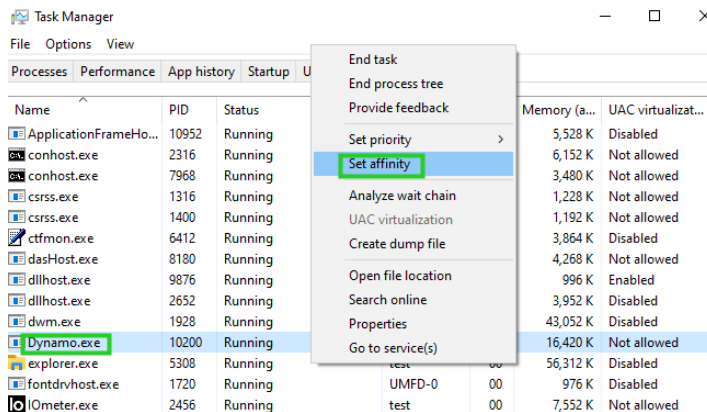 Task Manager
File Options View
Processes Performance App history Startup U
Name PID Status Memory (a... UAC virtualizat...
ApplicationFrameHo... 10952 Running 5,528 K Disabled
conhost.exe 2316 Running 6,152 K Not allowed
conhost.exe 7968 Running 3,480 K Not allowed
csrss.exe 1316 Running 1,228 K Not allowed
csrss.exe 1400 Running 1,192 K Not allowed
ctfmon.exe 6412 Running 3,864 K Disabled
dasHost.exe 8180 Running 4,268 K Not allowed
dllhost.exe 9876 Running 996 K Enabled
dllhost.exe 2652 Running 3,952 K Disabled
dwm.exe 1928 Running 43,052 K Disabled
Dynamo.exe 10200 Running 16,420 K Not allowed
explorer.exe 5308 Running test 00 56,312 K Disabled
fontdrvhost.exe 1720 Running UMFD-0 00 976 K Disabled
IOmeter.exe 2456 Running test 00 7,552 K Not allowed
End task
End process tree
Provide feedback
Set priority
Set affinity
Analyze wait chain
UAC virtualization
Create dump file
Open file location
Search online
Properties
Go to service(s)